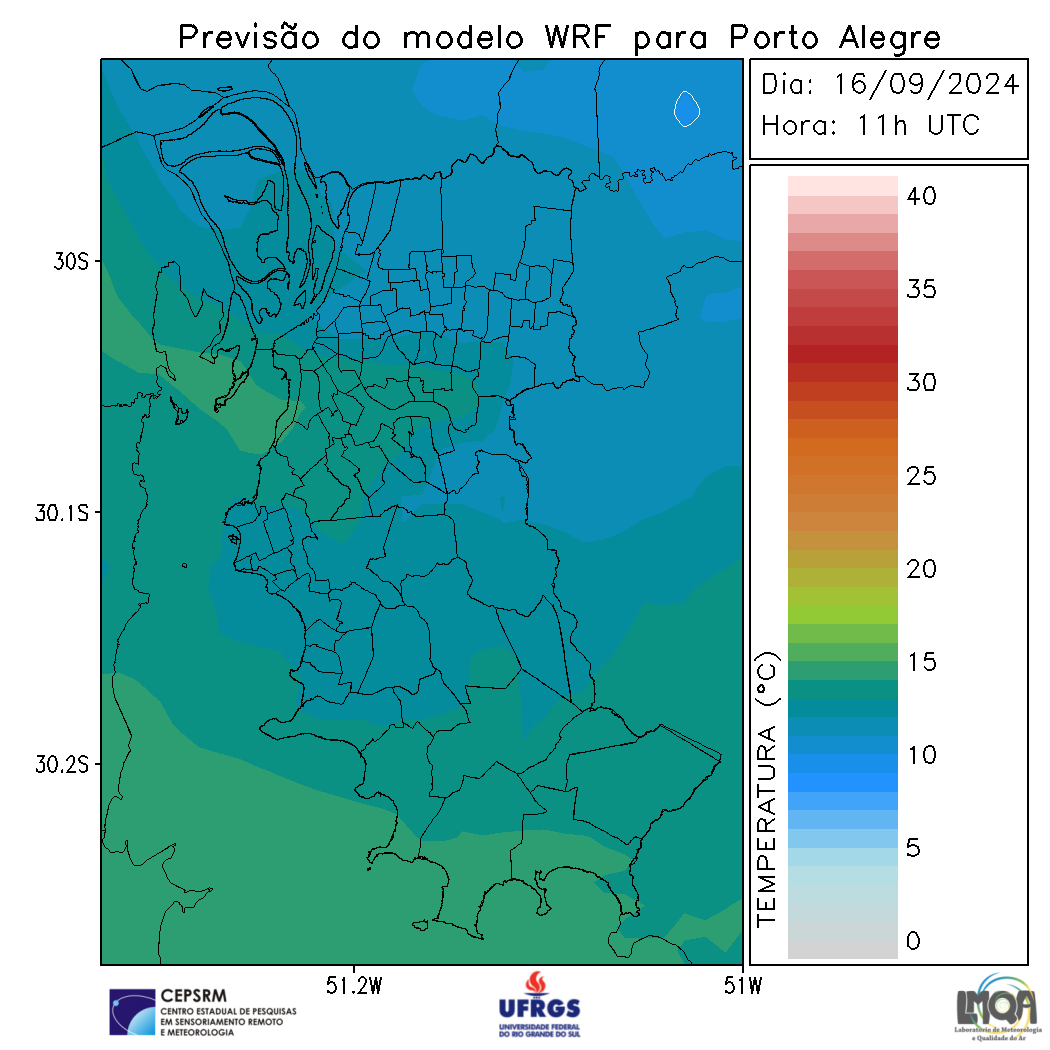 Previsão do modelo WRF para Porto Alegre
Dia: 16/09/2024
Hora: 11h UTC
40
35
30
25
20
15
10
5
0
TEMPERATURA (°C)
30S
30.1S
30.2S
51.2W
51W
CEPSRM
CENTRO ESTADUAL DE PESQUISAS
EM SENSORIAMENTO REMOTO
E METEOROLOGIA
UFRGS
UNIVERSIDADE FEDERAL
DO RIO GRANDE DO SUL
LMQA
Laboratório de Meteorologia
e Qualidade do Ar